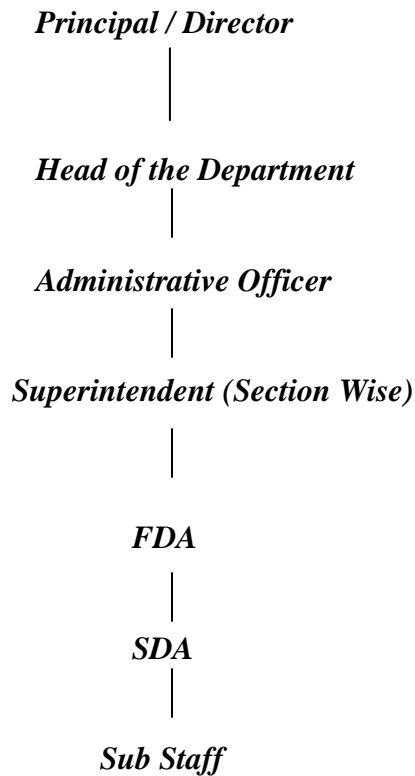 Principal / Director
Head of the Department
Administrative Officer
Superintendent (Section Wise)
FDA
SDA
Sub Staff